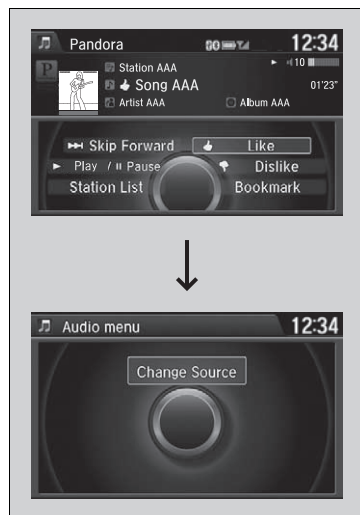 Pandora 12:34
Station AAA 10
Song AAA 01'23"
Artist AAA Album AAA
Skip Forward Like
Play / Pause Dislike
Station List Bookmark
Audio menu 12:34
Change Source